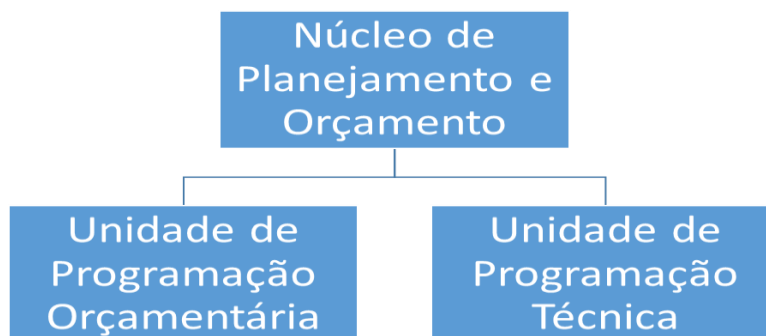 Núcleo de
Planejamento e
Orçamento
Unidade de
Programação
Orçamentária
Unidade de
Programação
Técnica